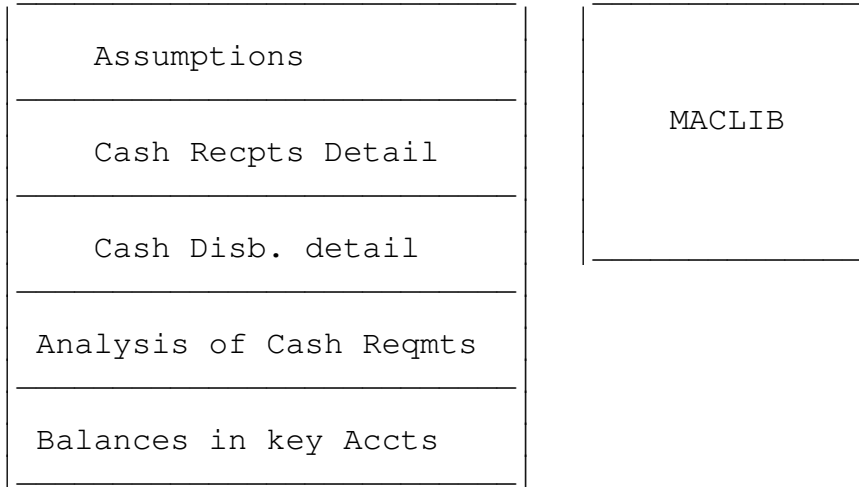 Assumptions
MACLIB
Cash Recpts Detail
Cash Disb. detail
Analysis of Cash Reqmts
Balances in key Accts